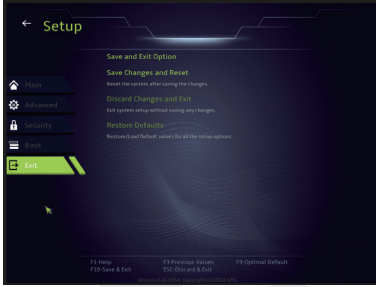 Setup
Save and Exit Option
Save Changes and Reset
Reset the system after saving the changes.
Main
Discard Changes and Exit
Advanced
Exit system setup without saving any changes.
Security
Restore Defaults
Restore/Load Default values for all the setup options.
Boot
Exit
F1-Help
F3-Previous Values
F9-Optimal Default
F10-Save & Exit
ESC-Discard & Exit